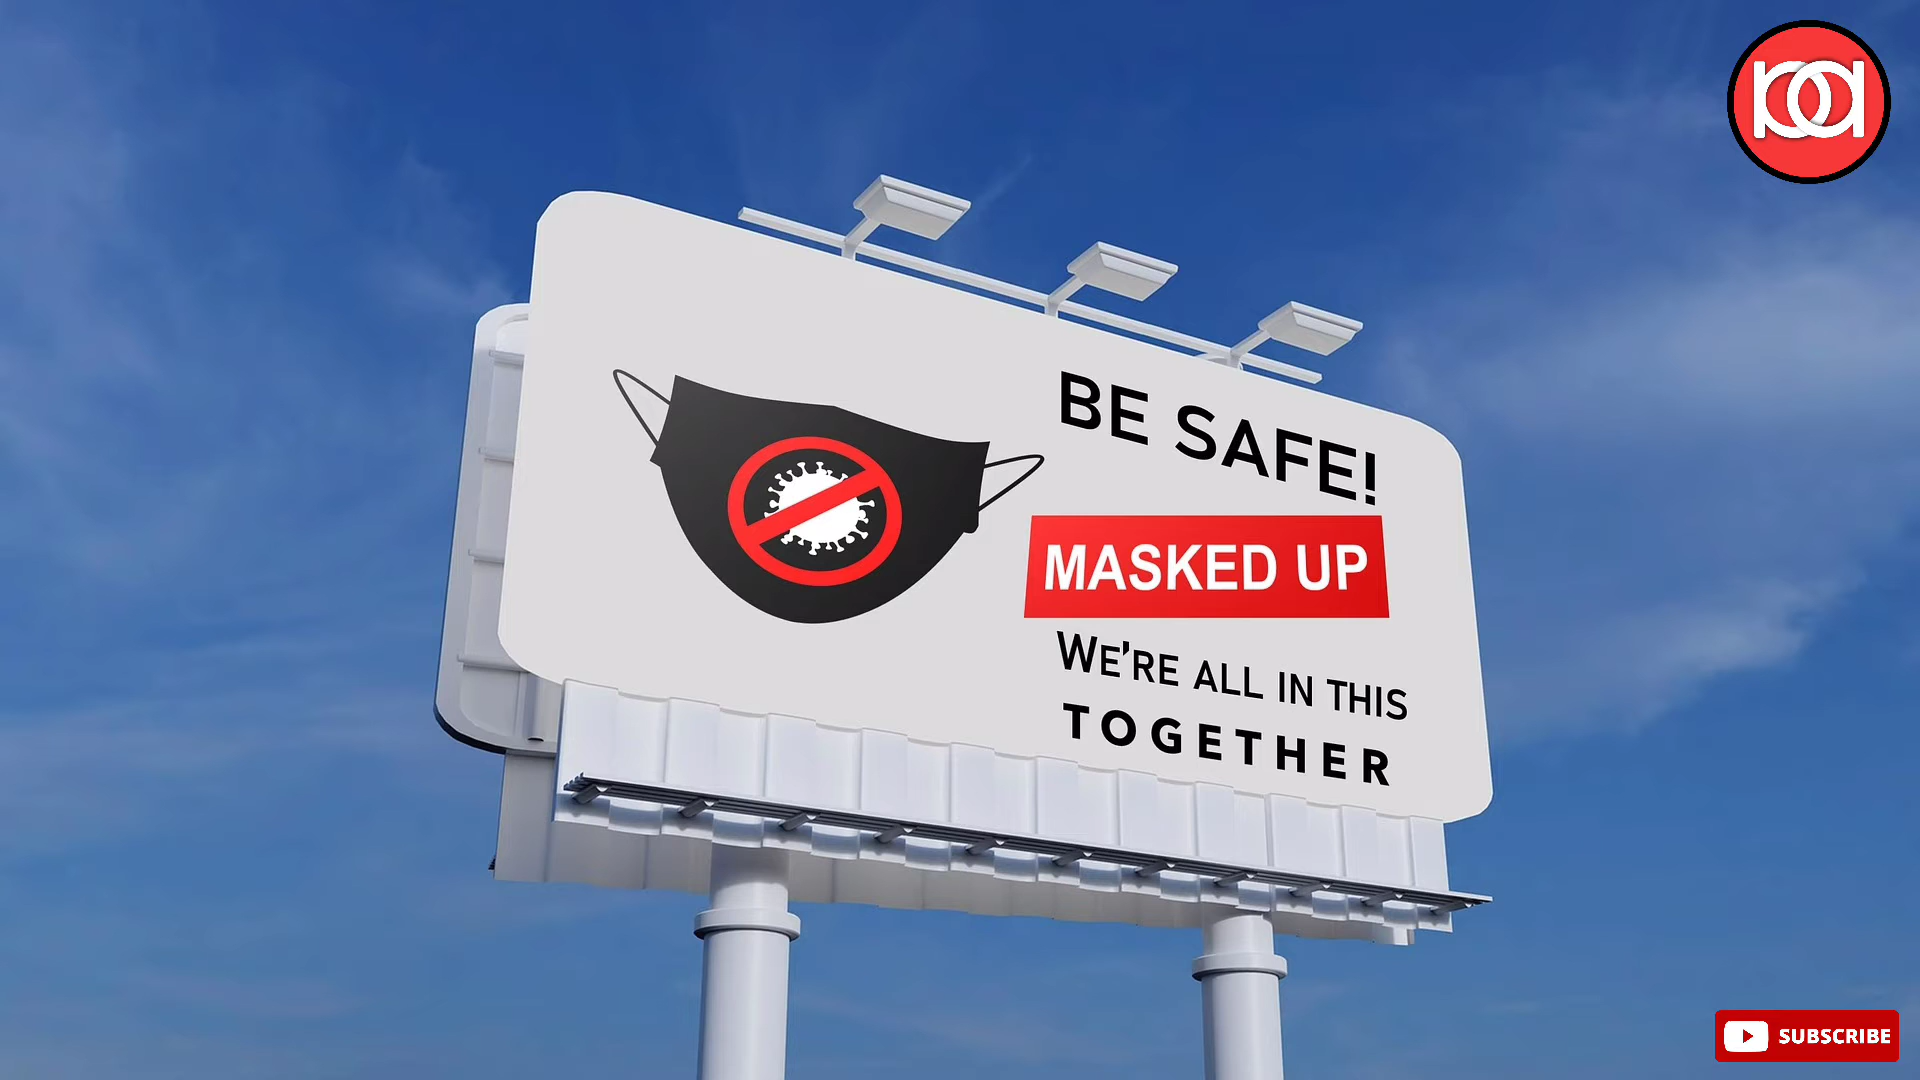 BE SAFE!
MASKED UP
WE'RE ALL IN THIS
TOGETHER
SUBSCRIBE